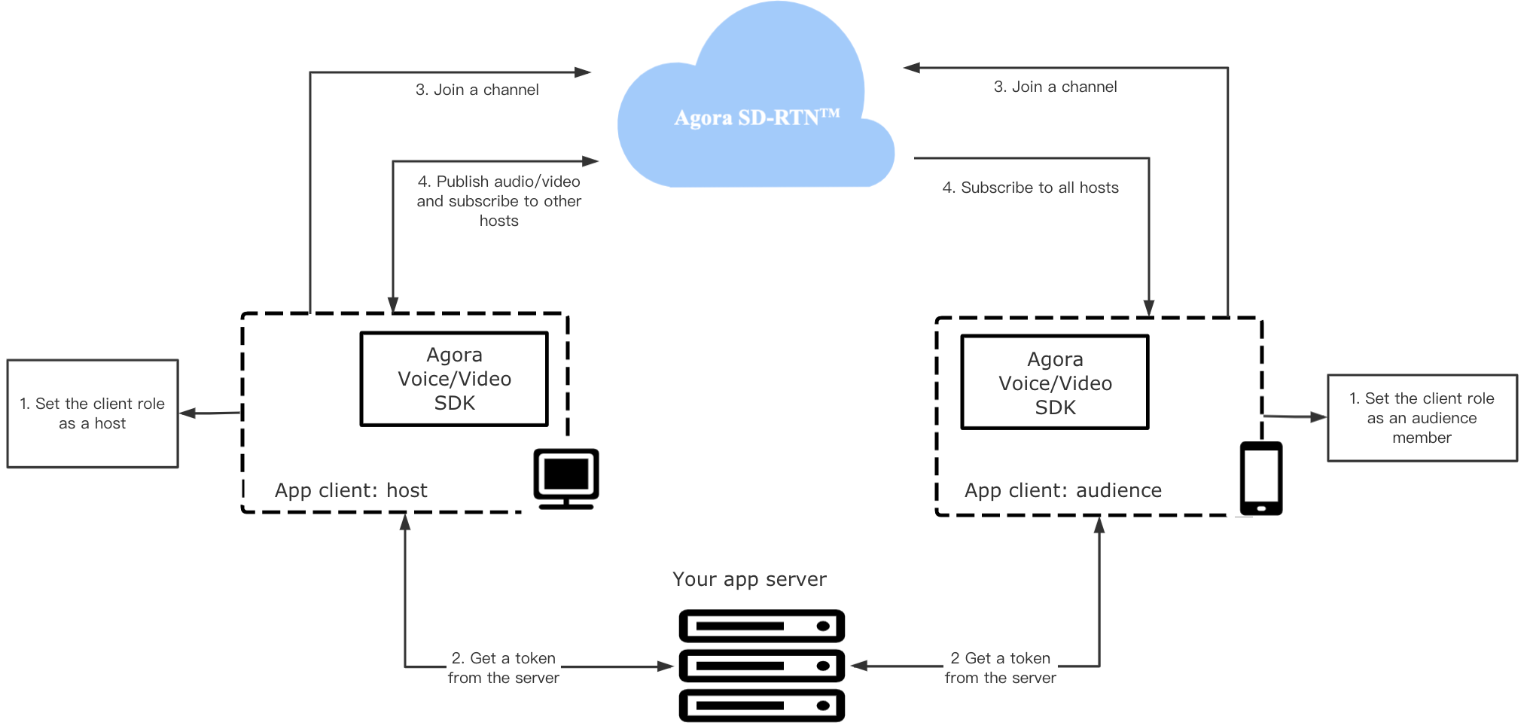 3. Join a channel
3. Join a channel
Agora SD-RTN™
4. Publish audio/video
and subscribe to other
hosts
4. Subscribe to all hosts
Agora
Voice/Video
SDK
Agora
Voice/Video
SDK
1. Set the client role
as a host
1. Set the client role
as an audience
member
App client: host
App client: audience
Your app server
2. Get a token
from the server
2 Get a token
from the server